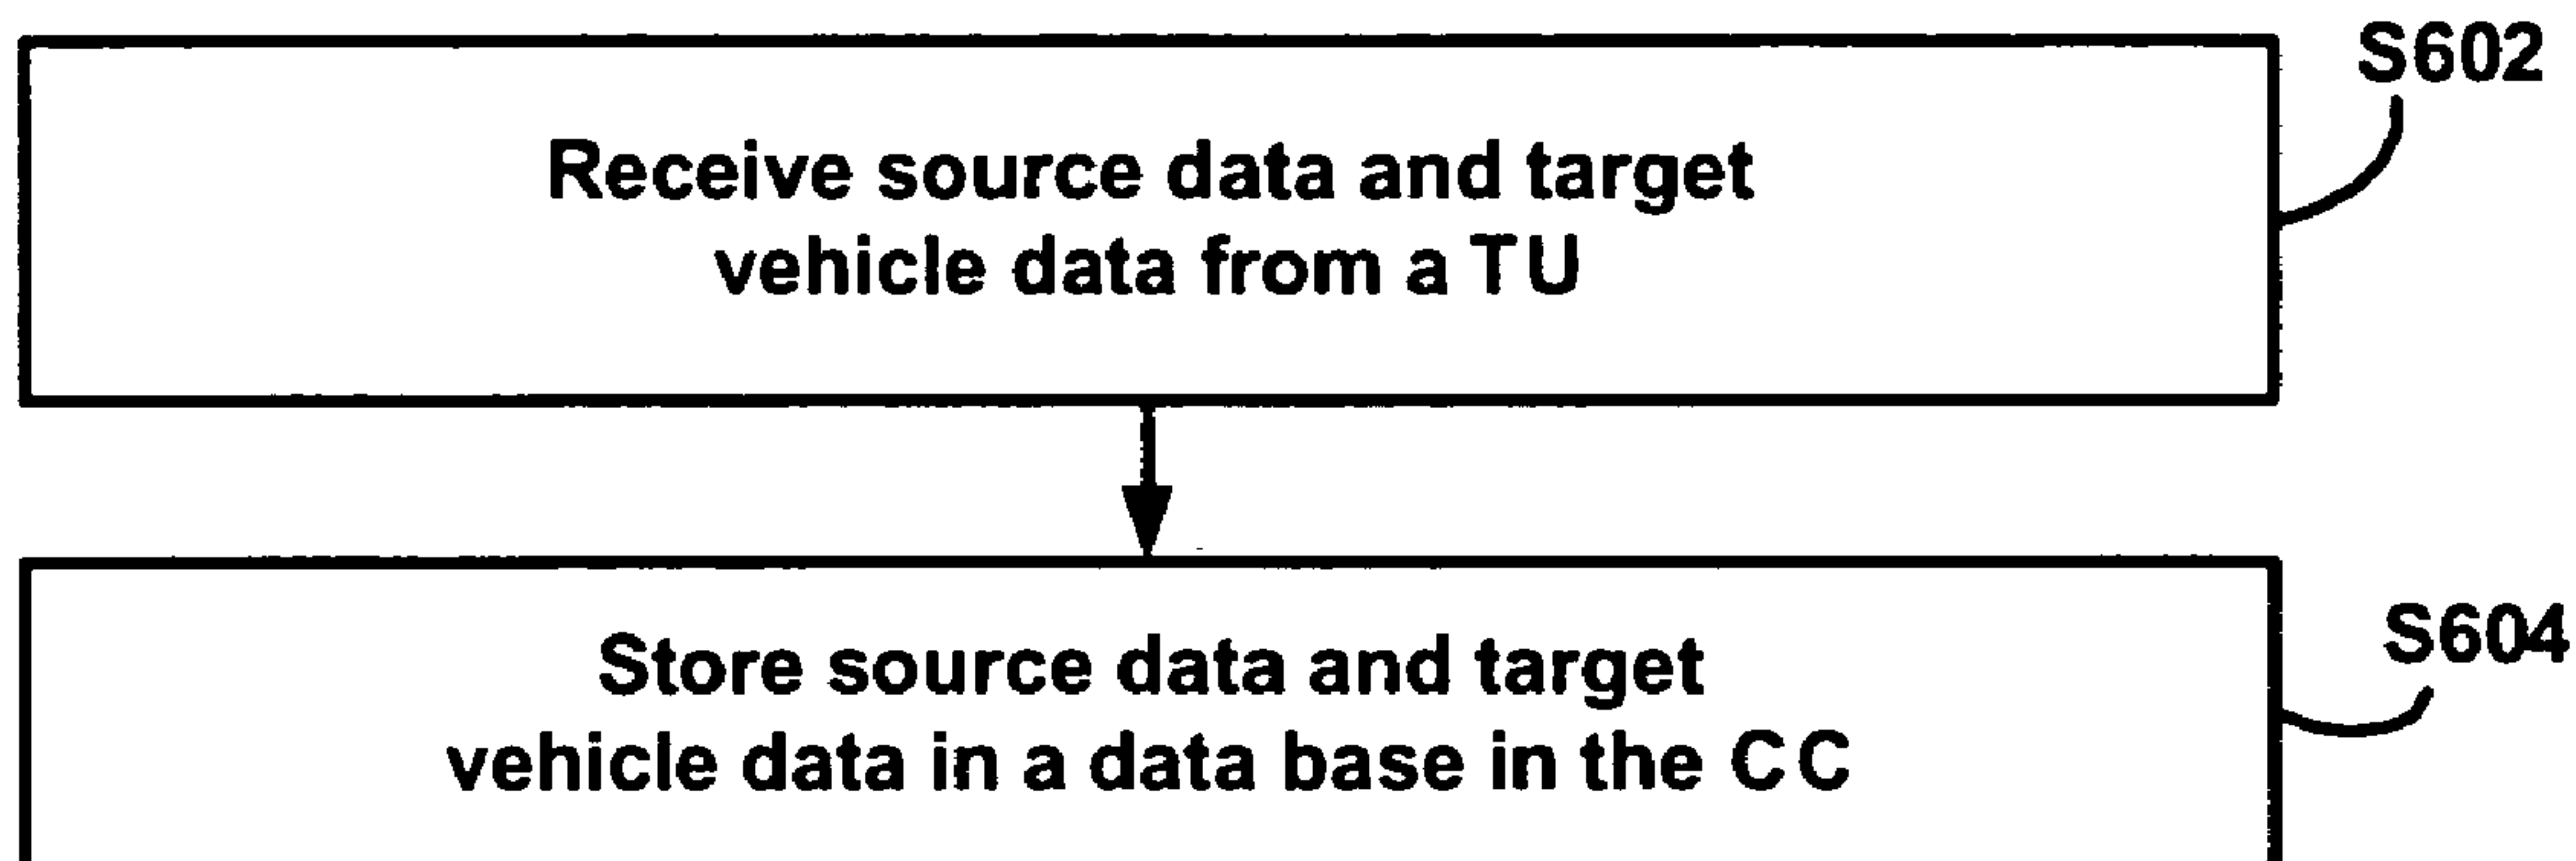 S602
Receive source data and target
vehicle data from a TU
S604
Store source data and target
vehicle data in a data base in the CC